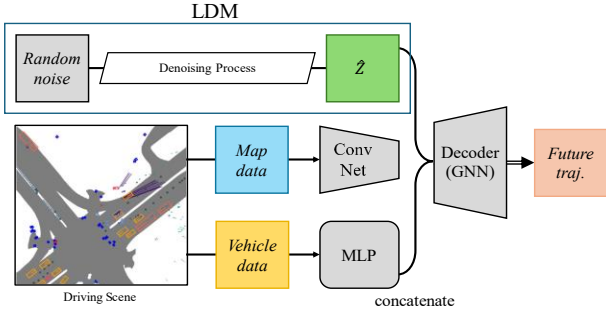 LDM
Random
noise
Denoising Process
Ẑ
Map
data
Conv
Net
Decoder
(GNN)
Future
traj.
Vehicle
data
MLP
Driving Scene
concatenate